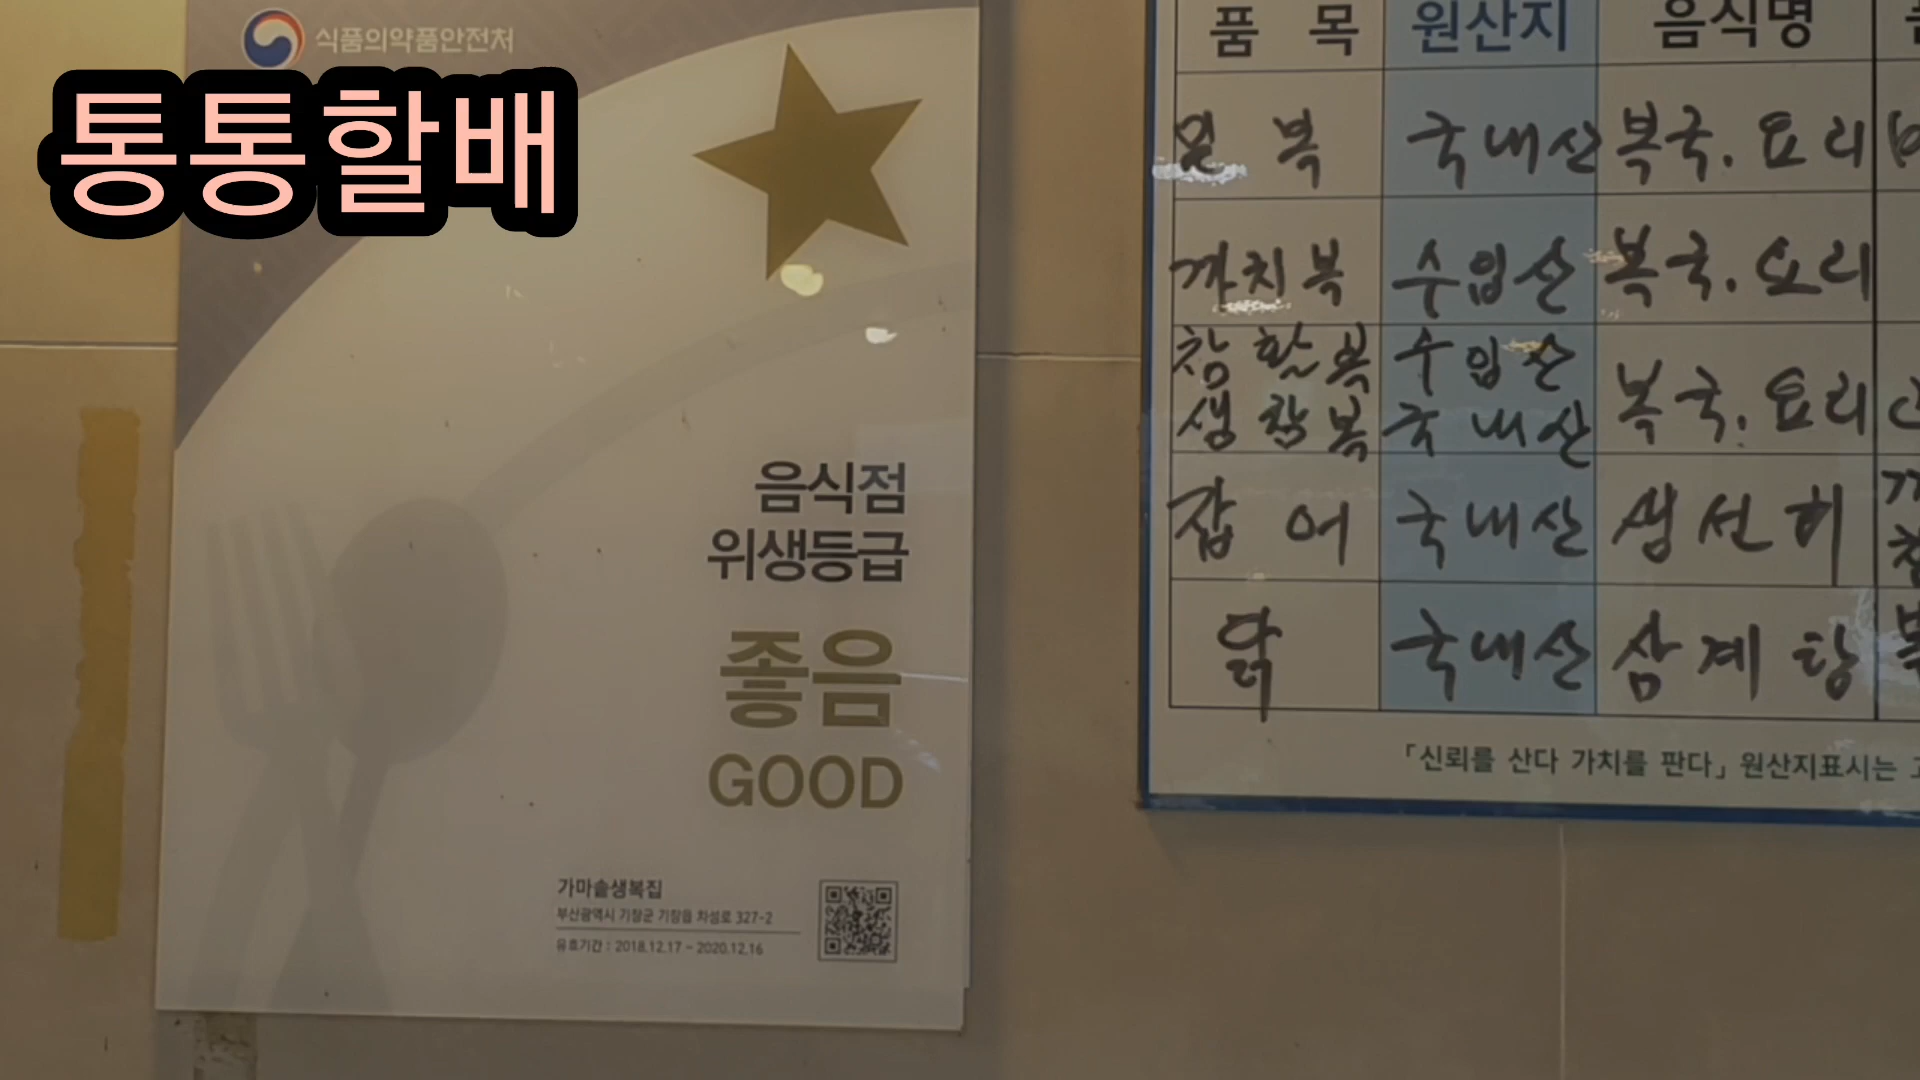 식품의약품안전처
통통할배
음식점
위생등급
좋음
GOOD
가마솥생복집
부산광역시 기장군 기장읍 차성로 327-2
유효기간 : 2018.12.17 ~ 2020.12.16
품 목 원산지 음식명
밀 복 국내산 복국. 요리
까치복 수입산 복국. 요리
참활복 수입산
생참복 국내산 복국. 요리
잡 어 국내산 생선회
닭 국내산 삼계탕
「신뢰를 산다 가치를 판다」 원산지표시는